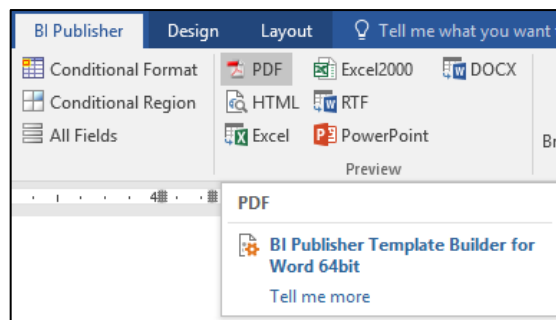 BI Publisher Design Layout Tell me what you want
Conditional Format PDF Excel2000 DOCX
Conditional Region HTML RTF
All Fields Excel PowerPoint
Br
Preview
4
PDF
BI Publisher Template Builder for
Word 64bit
Tell me more